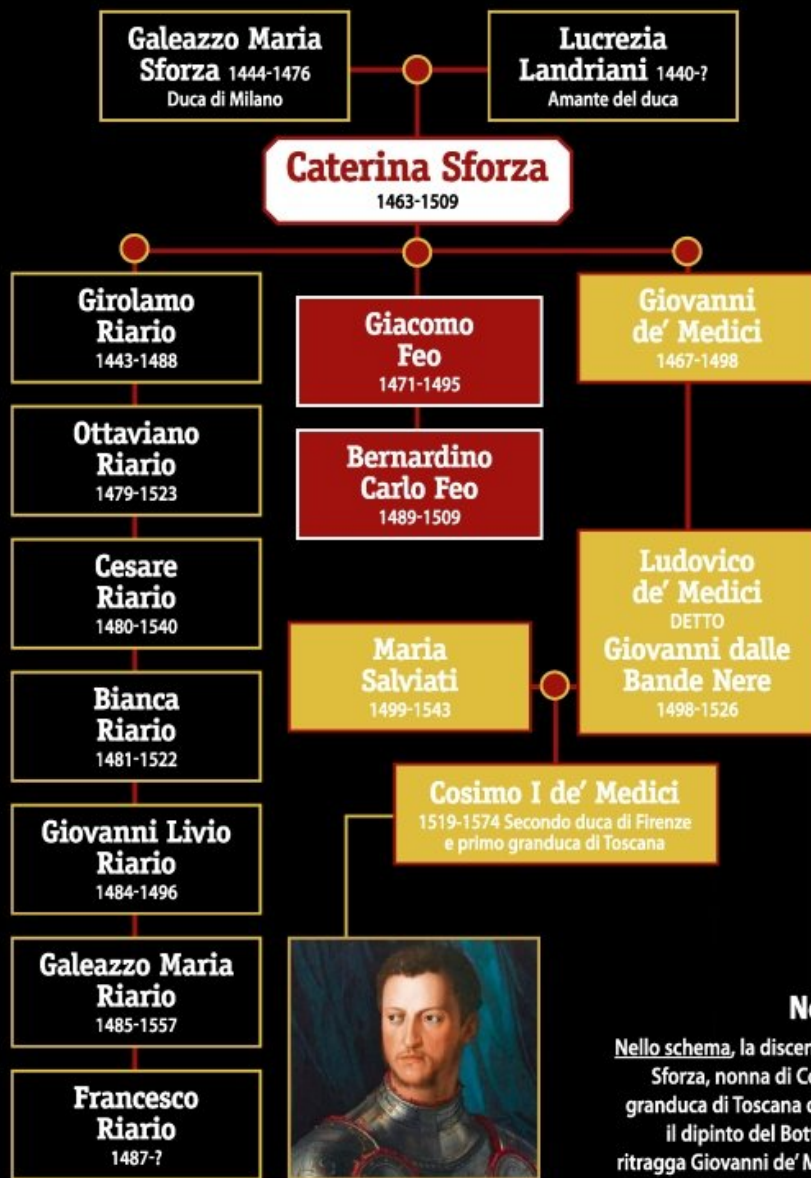 Galeazzo Maria
Sforza 1444-1476
Duca di Milano
Lucrezia
Landriani 1440-?
Amante del duca
Caterina Sforza
1463-1509
Girolamo
Riario
1443-1488
Giacomo
Feo
1471-1495
Giovanni
de’ Medici
1467-1498
Ottaviano
Riario
1479-1523
Bernardino
Carlo Feo
1489-1509
Cesare
Riario
1480-1540
Ludovico
de’ Medici
DETTO
Giovanni dalle
Bande Nere
1498-1526
Maria
Salviati
1499-1543
Bianca
Riario
1481-1522
Cosimo I de’ Medici
1519-1574 Secondo duca di Firenze
e primo granduca di Toscana
Giovanni Livio
Riario
1484-1496
Galeazzo Maria
Riario
1485-1557
Francesco
Riario
1487-?
Nello schema, la
Sforza, nonna di
granduca di Toscana
il dipinto del
ritragga Giovanni de’